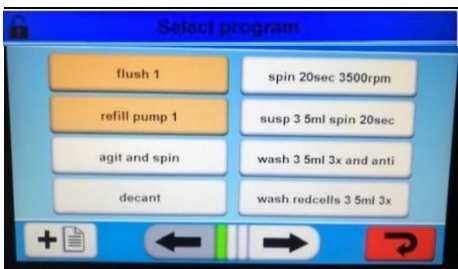 Select program
flush 1
refill pump 1
agit and spin
decant
spin 20sec 3500rpm
susp 3 5ml spin 20sec
wash 3 5ml 3x and anti
wash redcells 3 5ml 3x